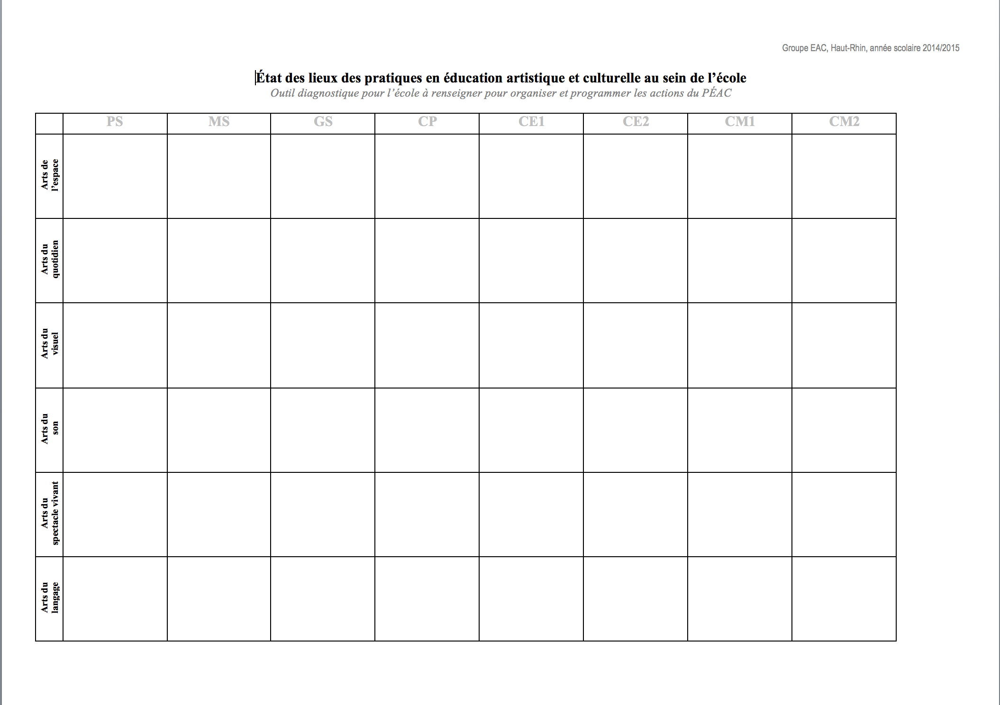 Groupe EAC, Haut-Rhin, année scolaire 2014/2015
État des lieux des pratiques en éducation artistique et culturelle au sein de l’école
Outil diagnostique pour l’école à renseigner pour organiser et programmer les actions du PÉAC
PS MS GS CP CE1 CE2 CM1 CM2
Arts de
l’espace
Arts du
quotidien
Arts du
visuel
Arts du
son
Arts du
spectacle vivant
Arts du
langage